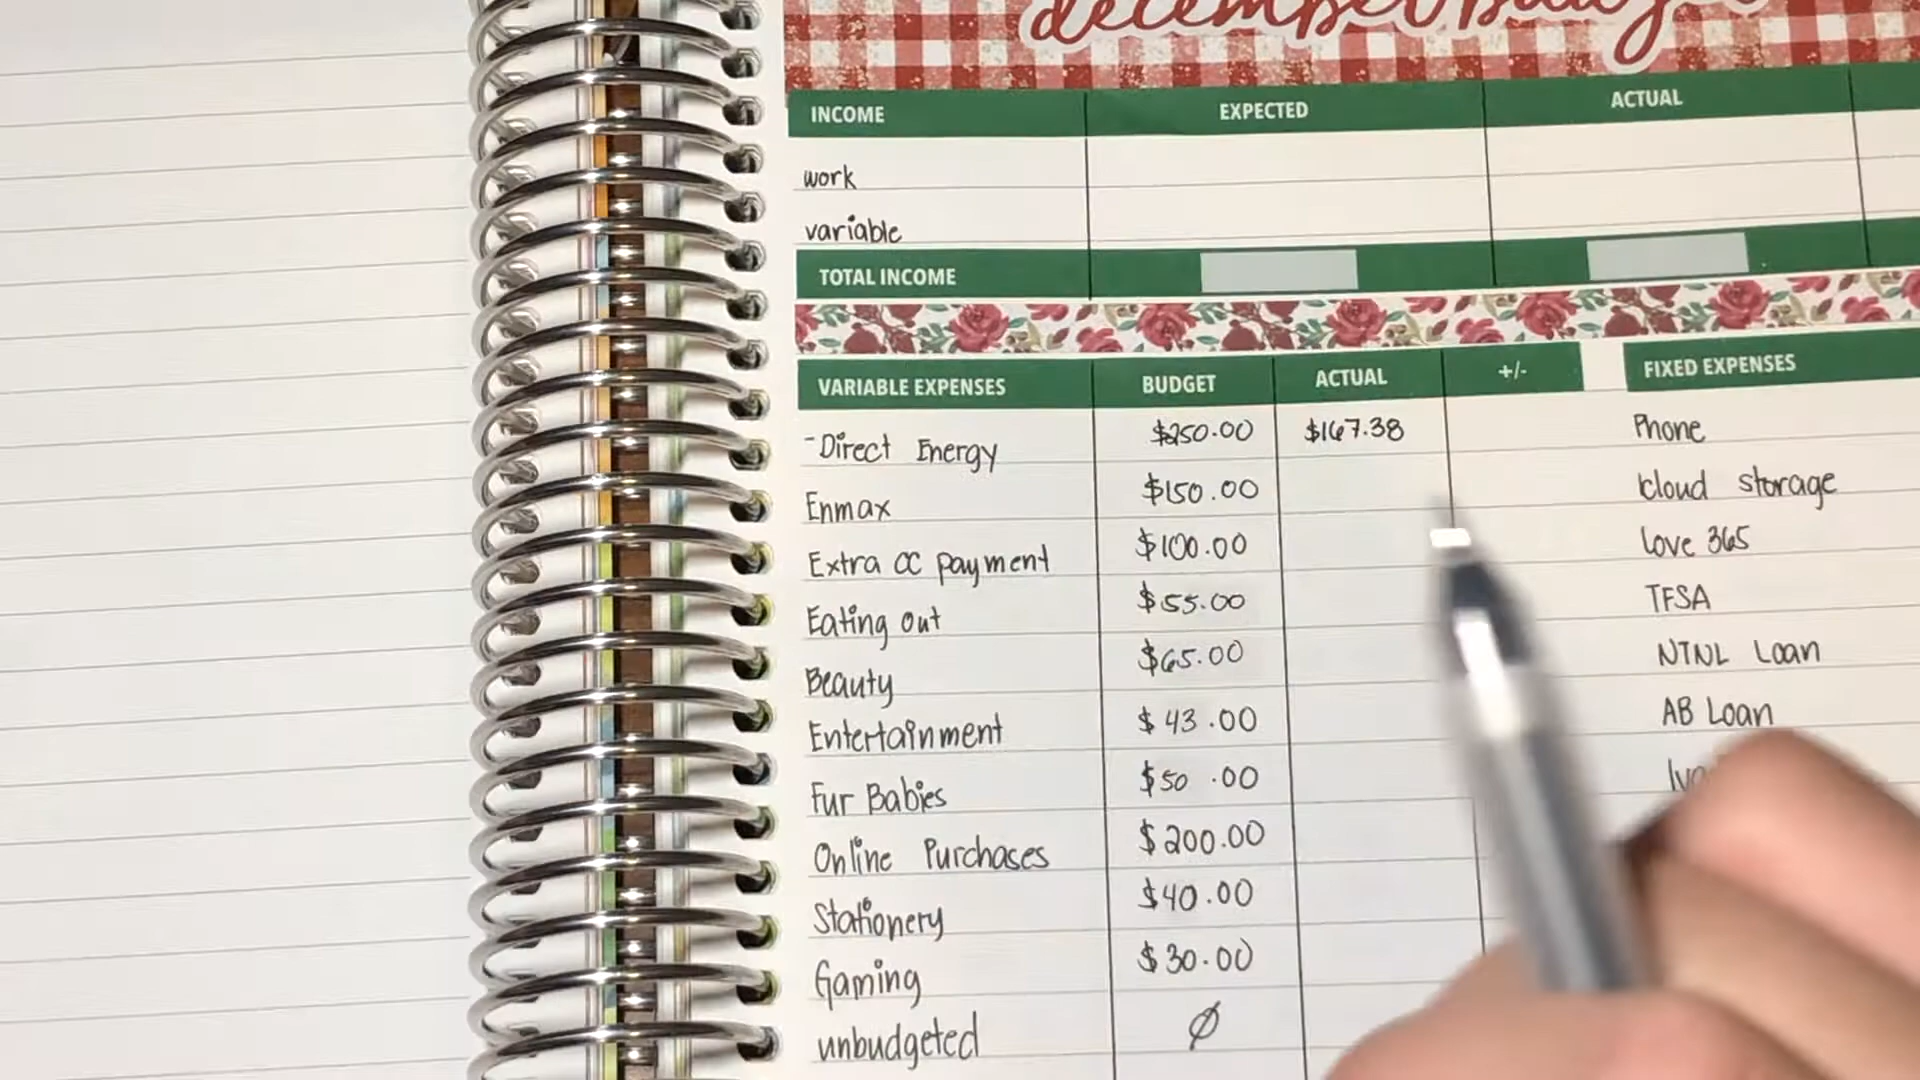 december budget
INCOME EXPECTED ACTUAL
work
variable
TOTAL INCOME
VARIABLE EXPENSES BUDGET ACTUAL +/- FIXED EXPENSES
-Direct Energy $250.00 $167.38 Phone
Enmax $150.00 icloud storage
Extra CC payment $100.00 love 365
Eating out $55.00 TFSA
Beauty $65.00 NTNL Loan
Entertainment $43.00 AB Loan
Fur Babies $50.00
Online Purchases $200.00
Stationery $40.00
Gaming $30.00
unbudgeted Ø